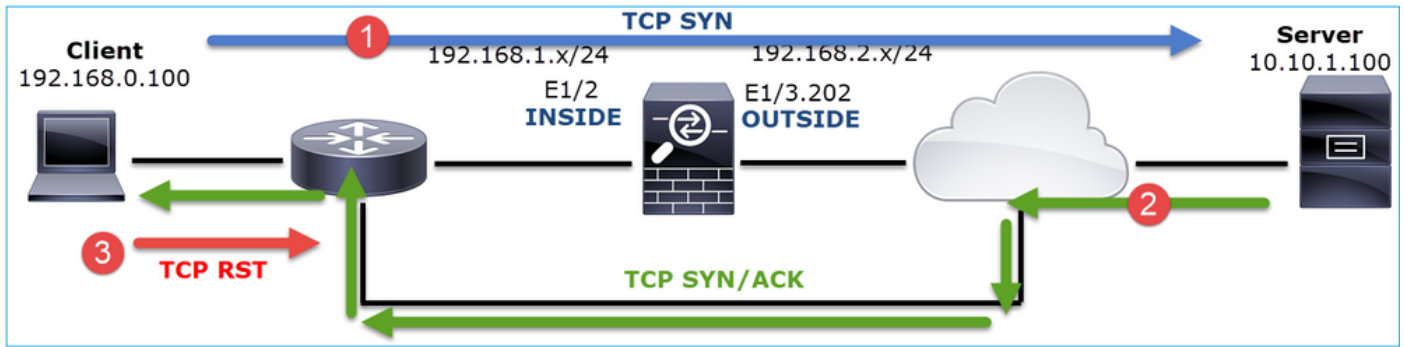 TCP SYN
1
Client
192.168.0.100
192.168.1.x/24
192.168.2.x/24
Server
10.10.1.100
E1/2
INSIDE
E1/3.202
OUTSIDE
2
3
TCP RST
TCP SYN/ACK